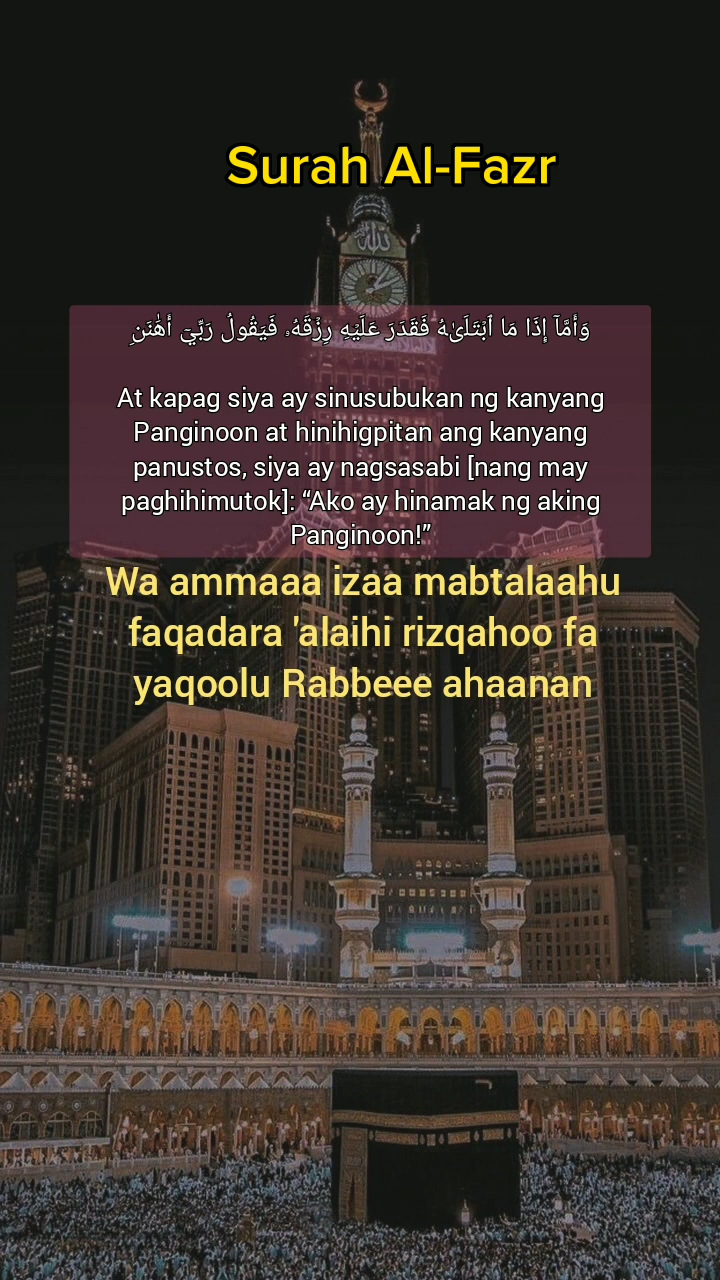 Surah Al-Fazr
وَأَمَّآ إِذَا مَا ٱبْتَلَىٰهُ فَقَدَرَ عَلَيْهِ رِزْقَهُۥ فَيَقُولُ رَبِّيٓ أَهَٰنَنِ
At kapag siya ay sinusubukan ng kanyang
Panginoon at hinihigpitan ang kanyang
panustos, siya ay nagsasabi [nang may
paghihimutok]: “Ako ay hinamak ng aking
Panginoon!”
Wa ammaaa izaa mabtalaahu
faqadara 'alaihi rizqahoo fa
yaqoolu Rabbeee ahaanan